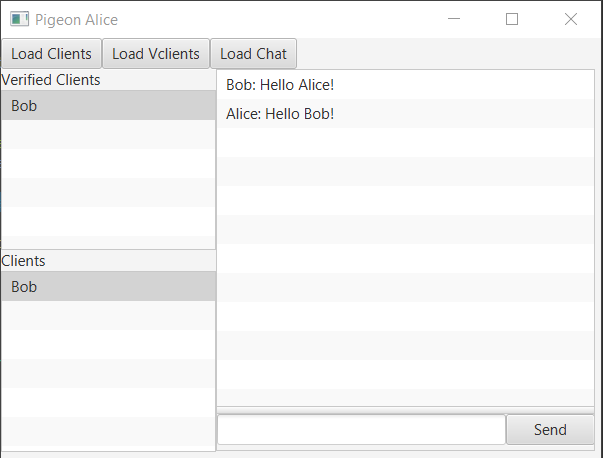 Pigeon Alice
Load Clients Load Vclients Load Chat
Verified Clients
Bob
Clients
Bob
Bob: Hello Alice!
Alice: Hello Bob!
Send